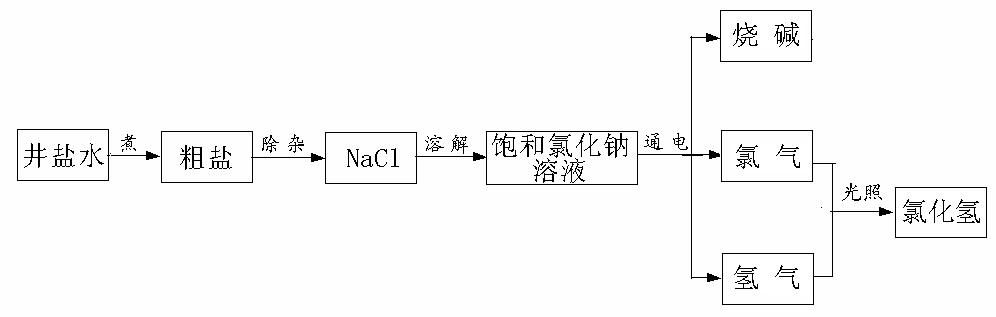 烧碱
井盐水
煮
粗盐
除杂
NaCl
溶解
饱和氯化钠
溶液
通电
氯气
光照
氯化氢
氢气